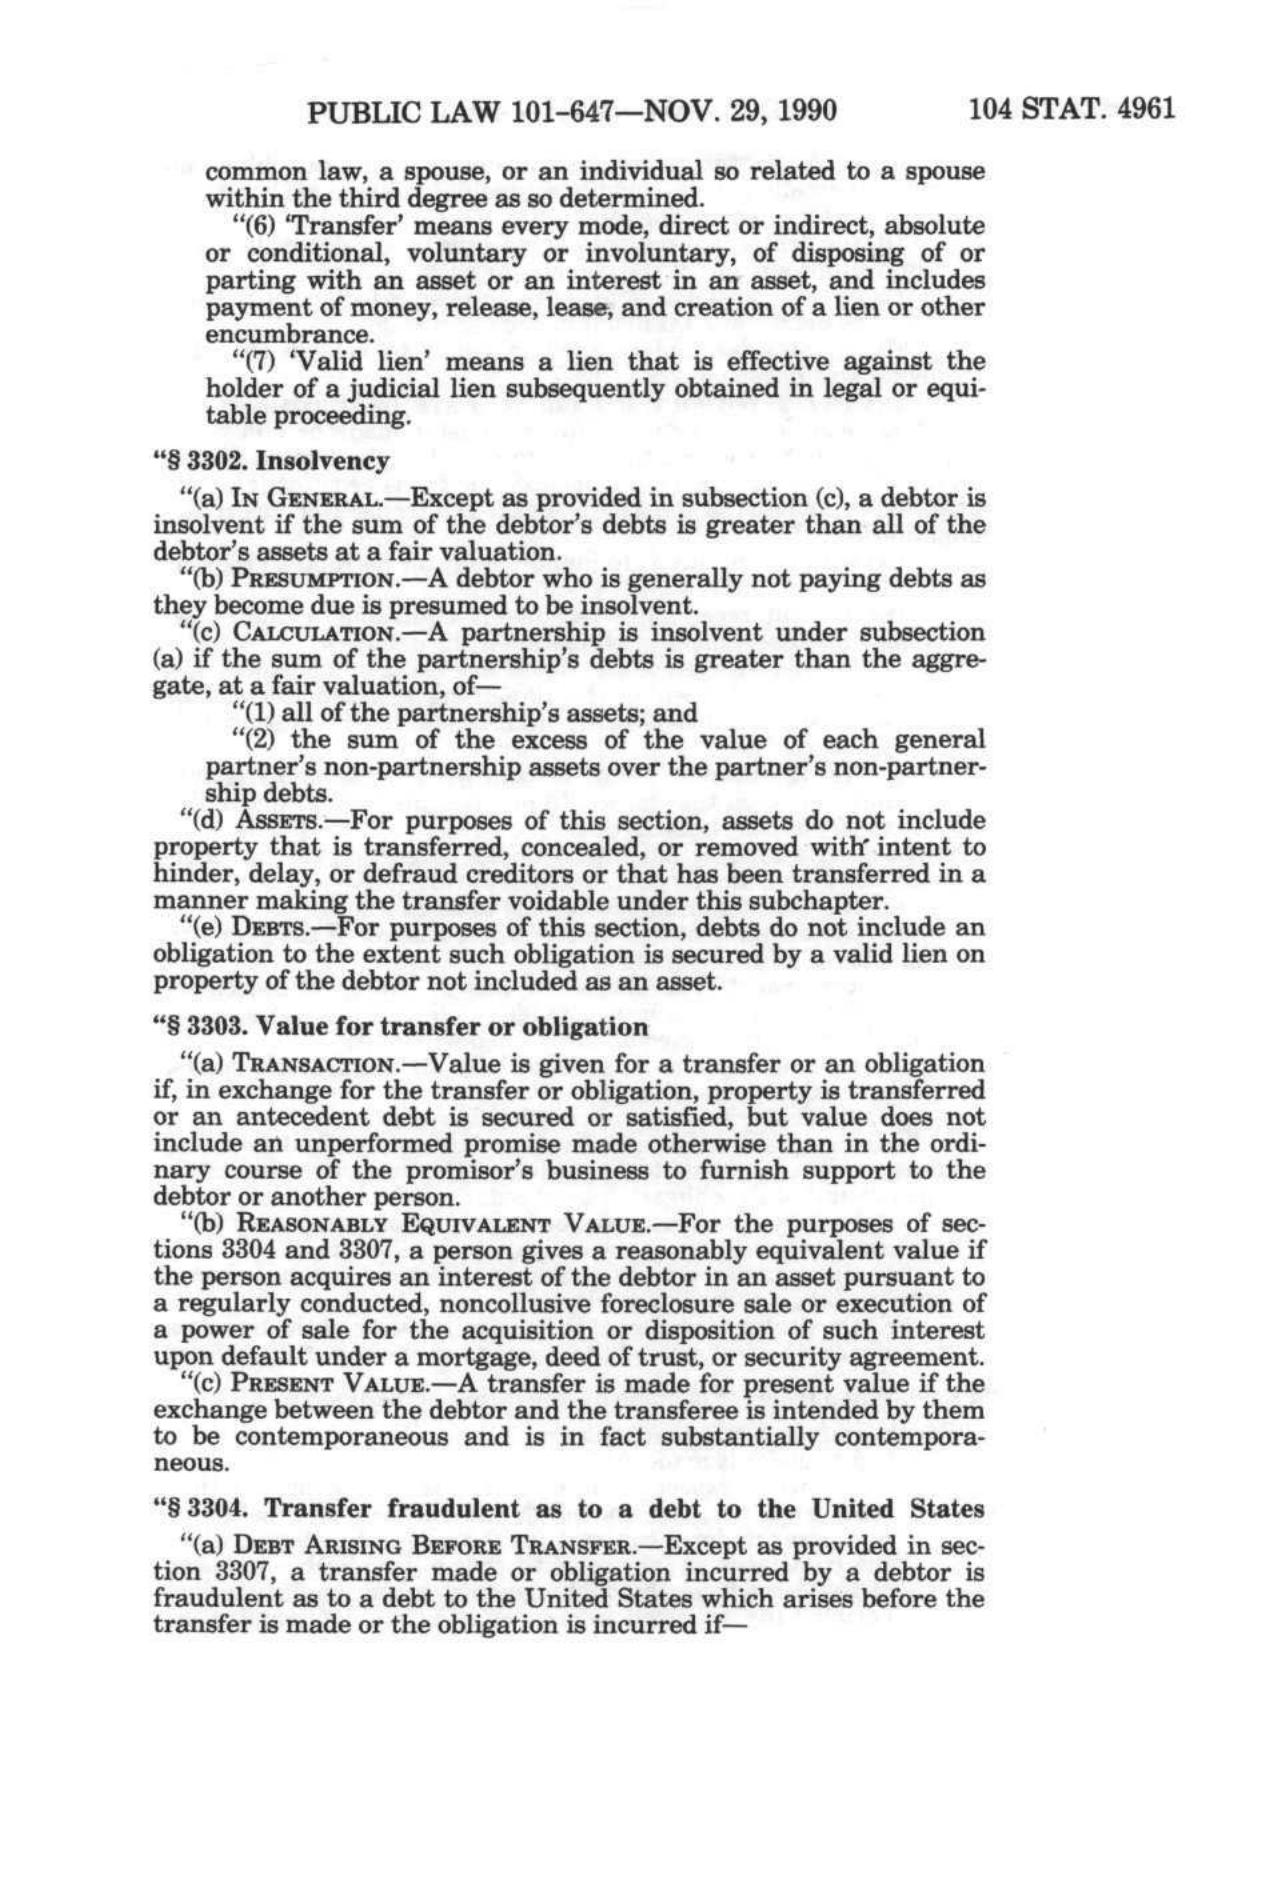 PUBLIC LAW 101–647—NOV. 29, 1990 104 STAT. 4961
common law, a spouse, or an individual so related to a spouse
within the third degree as so determined.
“(6) ‘Transfer’ means every mode, direct or indirect, absolute
or conditional, voluntary or involuntary, of disposing of or
parting with an asset or an interest in an asset, and includes
payment of money, release, lease, and creation of a lien or other
encumbrance.
“(7) ‘Valid lien’ means a lien that is effective against the
holder of a judicial lien subsequently obtained in legal or equi-
table proceeding.
“§ 3302. Insolvency
“(a) IN GENERAL.—Except as provided in subsection (c), a debtor is
insolvent if the sum of the debtor’s debts is greater than all of the
debtor’s assets at a fair valuation.
“(b) PRESUMPTION.—A debtor who is generally not paying debts as
they become due is presumed to be insolvent.
“(c) CALCULATION.—A partnership is insolvent under subsection
(a) if the sum of the partnership’s debts is greater than the aggre-
gate, at a fair valuation, of—
“(1) all of the partnership’s assets; and
“(2) the sum of the excess of the value of each general
partner’s non-partnership assets over the partner’s non-partner-
ship debts.
“(d) ASSETS.—For purposes of this section, assets do not include
property that is transferred, concealed, or removed with intent to
hinder, delay, or defraud creditors or that has been transferred in a
manner making the transfer voidable under this subchapter.
“(e) DEBTS.—For purposes of this section, debts do not include an
obligation to the extent such obligation is secured by a valid lien on
property of the debtor not included as an asset.
“§ 3303. Value for transfer or obligation
“(a) TRANSACTION.—Value is given for a transfer or an obligation
if, in exchange for the transfer or obligation, property is transferred
or an antecedent debt is secured or satisfied, but value does not
include an unperformed promise made otherwise than in the ordi-
nary course of the promisor’s business to furnish support to the
debtor or another person.
“(b) REASONABLY EQUIVALENT VALUE.—For the purposes of sec-
tions 3304 and 3307, a person gives a reasonably equivalent value if
the person acquires an interest of the debtor in an asset pursuant to
a regularly conducted, noncollusive foreclosure sale or execution of
a power of sale for the acquisition or disposition of such interest
upon default under a mortgage, deed of trust, or security agreement.
“(c) PRESENT VALUE.—A transfer is made for present value if the
exchange between the debtor and the transferee is intended by them
to be contemporaneous and is in fact substantially contempora-
neous.
“§ 3304. Transfer fraudulent as to a debt to the United States
“(a) DEBT ARISING BEFORE TRANSFER.—Except as provided in sec-
tion 3307, a transfer made or obligation incurred by a debtor is
fraudulent as to a debt to the United States which arises before the
transfer is made or the obligation is incurred if—